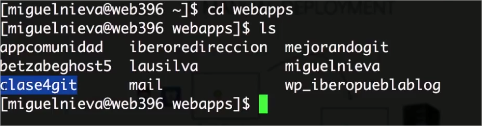 [miguelnieva@web396 ~]$ cd webapps
[miguelnieva@web396 webapps]$ ls
appcomunidad iberoredireccion mejorandogit
betzabeghost5 lausilva miguelnieva
clase4git mail wp_iberopueblablog
[miguelnieva@web396 webapps]$